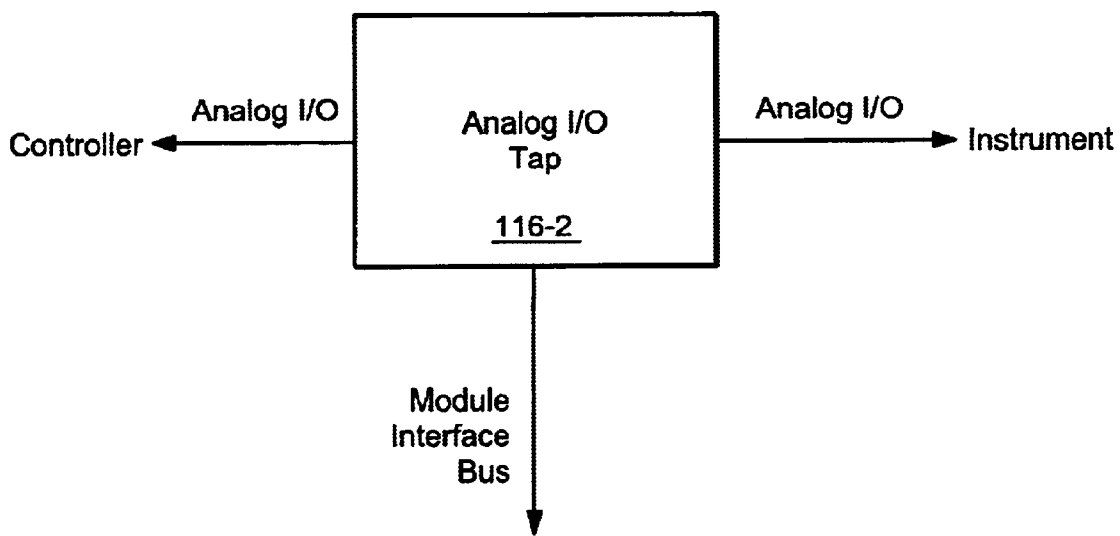 Analog I/O
Analog I/O
Controller
Analog I/O
Tap
Instrument
116-2
Module
Interface
Bus